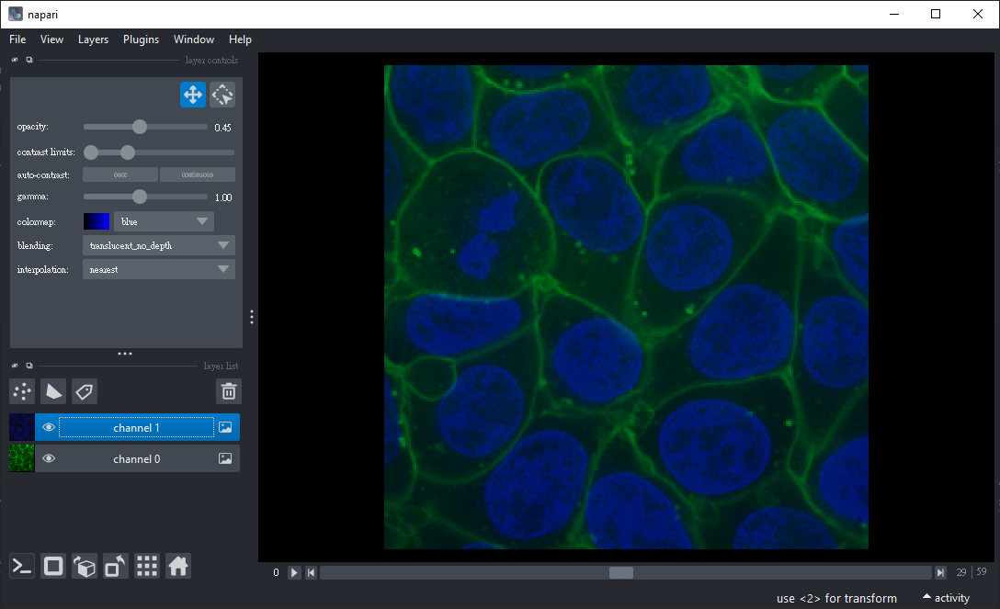 napari
File View Layers Plugins Window Help
layer controls
opacity: 0.45
contrast limits:
auto-contrast: once continuous
gamma: 1.00
colormap: blue
blending: translucent_no_depth
interpolation: nearest
layer list
channel 1
channel 0
0 29 59
use <2> for transform activity